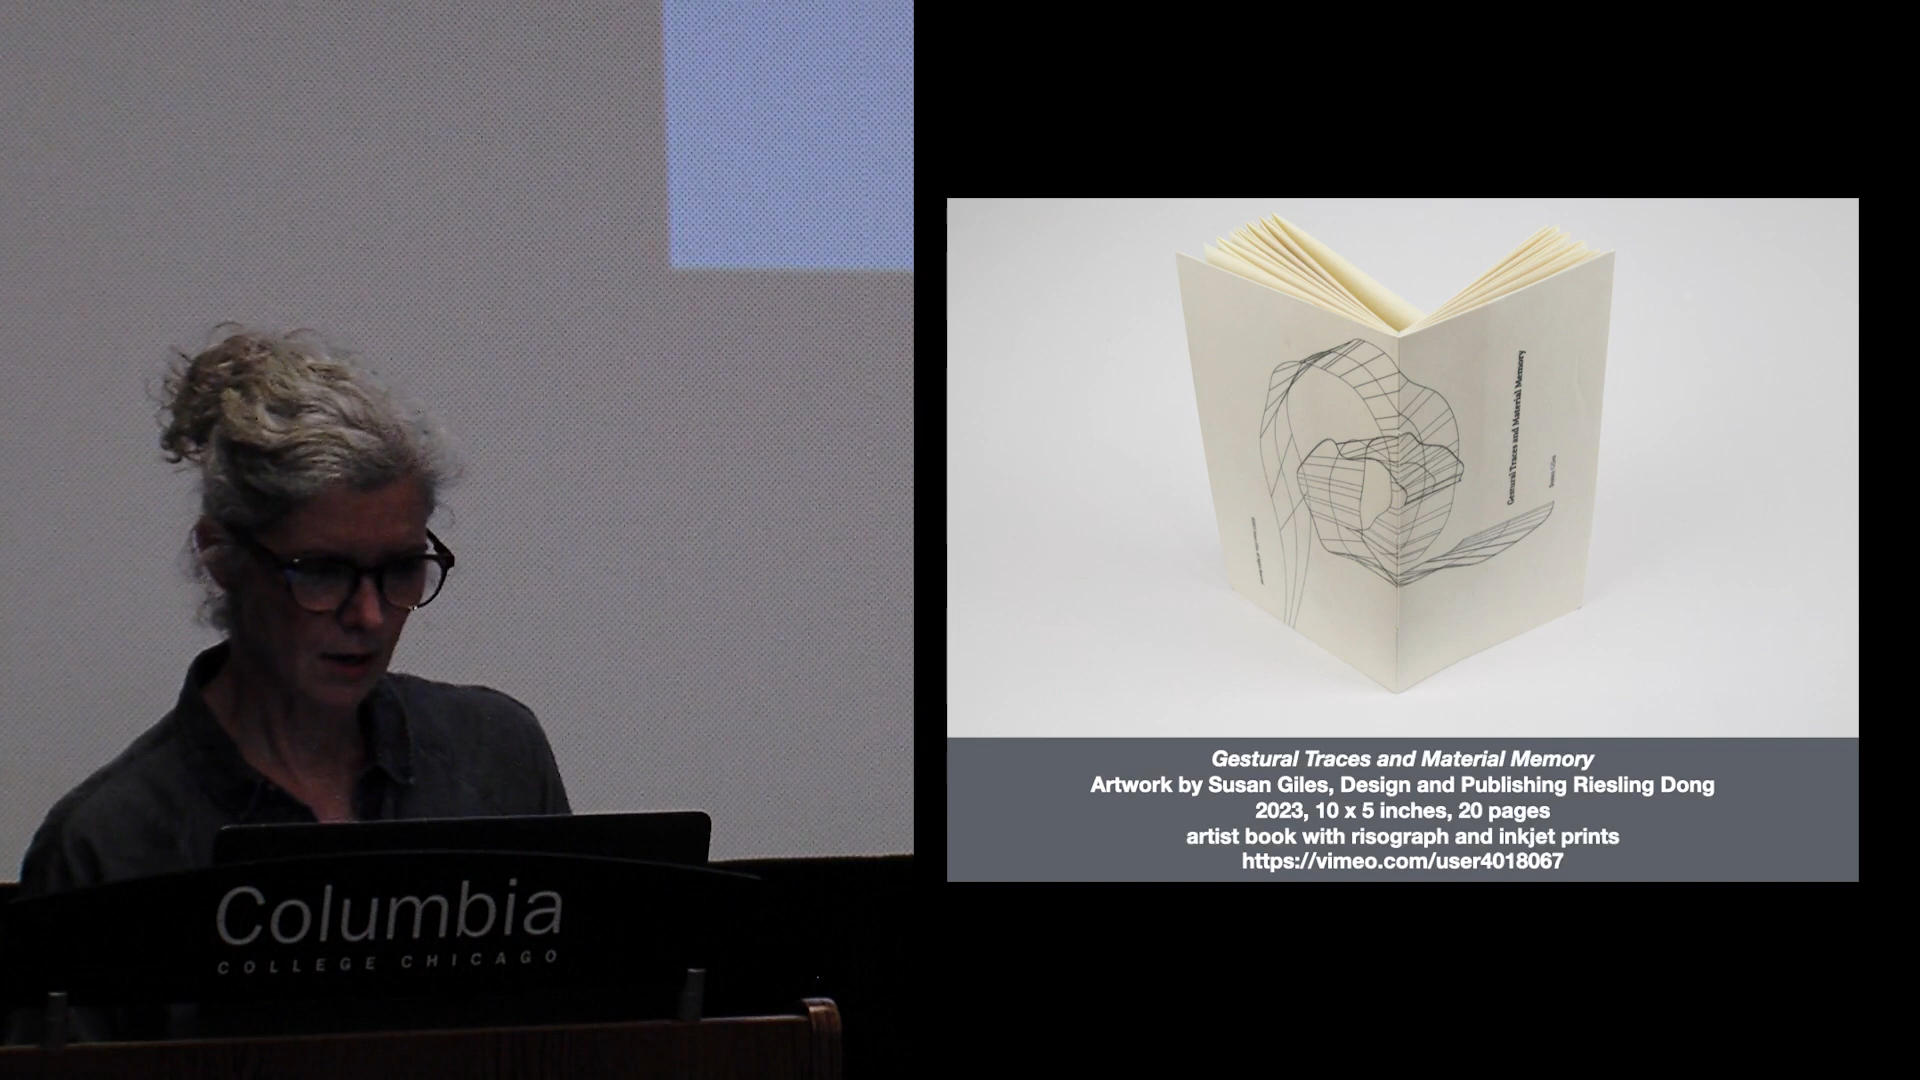 Columbia
COLLEGE CHICAGO
Gestural Traces and Material Memory
Susan Giles
Gestural Traces and Material Memory
Artwork by Susan Giles, Design and Publishing Riesling Dong
2023, 10 x 5 inches, 20 pages
artist book with risograph and inkjet prints
https://vimeo.com/user4018067